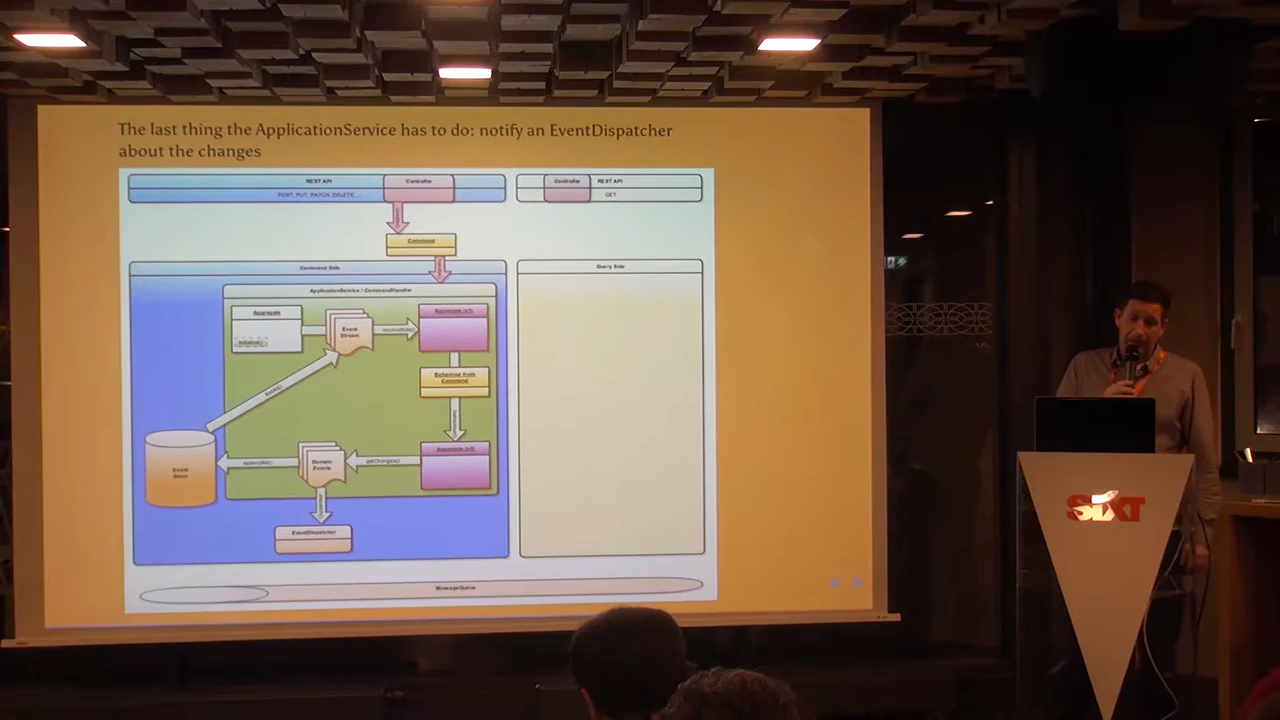 The last thing the ApplicationService has to do: notify an EventDispatcher
about the changes
REST API
Controller
POST, PUT, PATCH, DELETE...
Controller
REST API
GET
Command
Command Side
Query Side
ApplicationService / CommandHandler
Aggregate
Event
Stream
Aggregate (v1)
Behaviour from
Command
Aggregate (v2)
getChanges()
Domain
Events
Event
Store
EventDispatcher
MessageQueue
SIXT